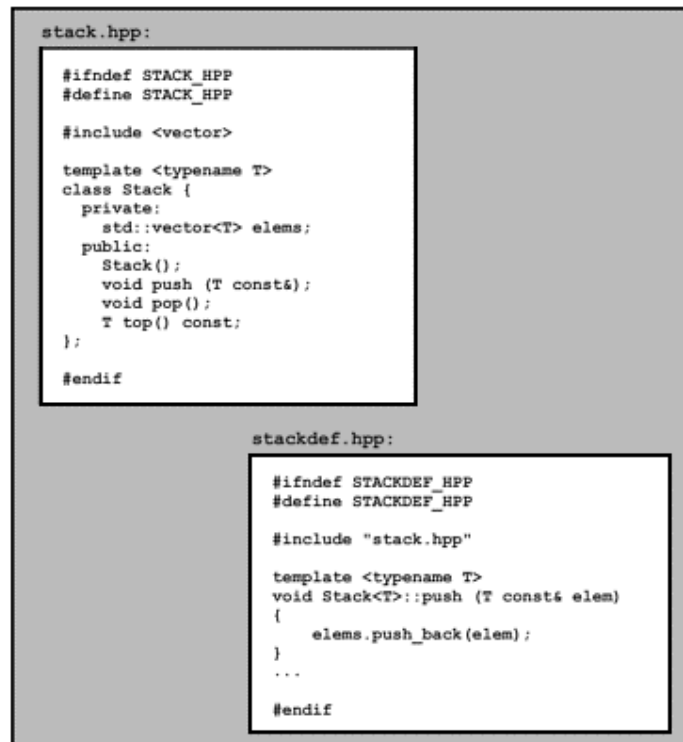 stack.hpp:
#ifndef STACK_HPP
#define STACK_HPP
#include <vector>
template <typename T>
class Stack {
private:
std::vector<T> elems;
public:
Stack();
void push (T const&);
void pop();
T top() const;
};
#endif
stackdef.hpp:
#ifndef STACKDEF_HPP
#define STACKDEF_HPP
#include "stack.hpp"
template <typename T>
void Stack<T>::push (T const& elem)
{
elems.push_back(elem);
}
...
#endif